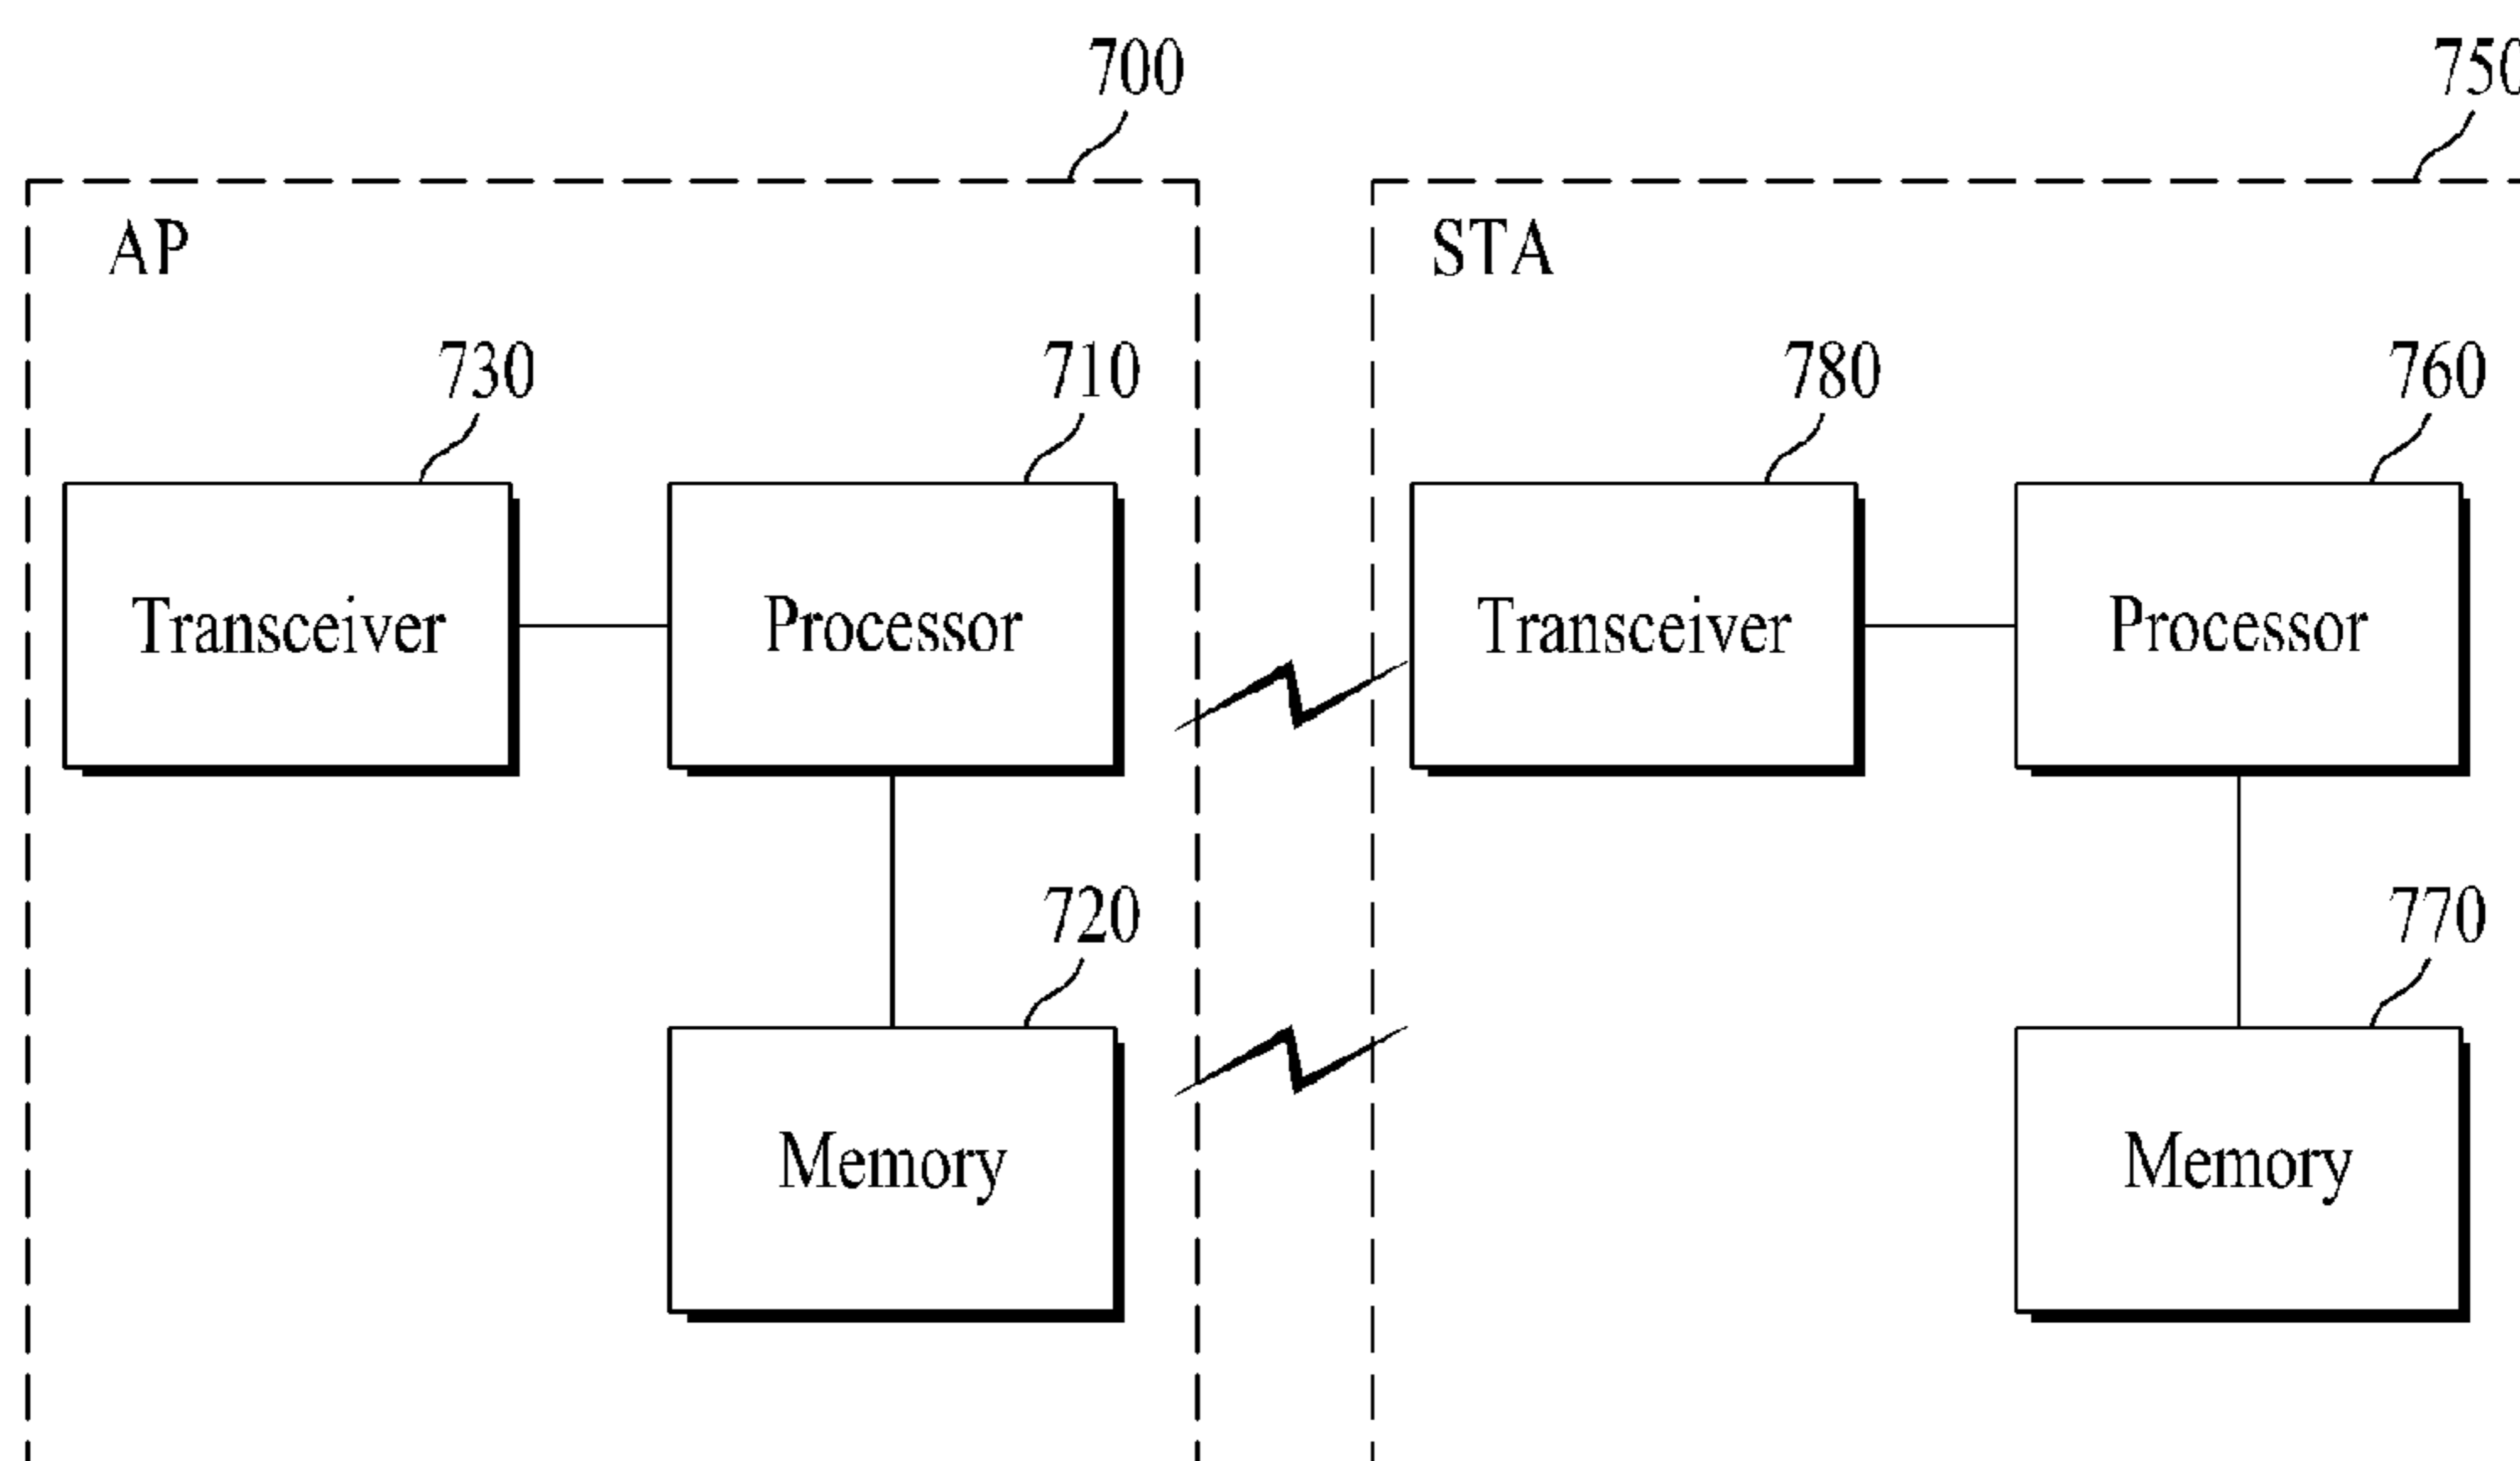 700
750
AP
STA
730
710
780
760
Transceiver
Processor
Transceiver
Processor
720
770
Memory
Memory